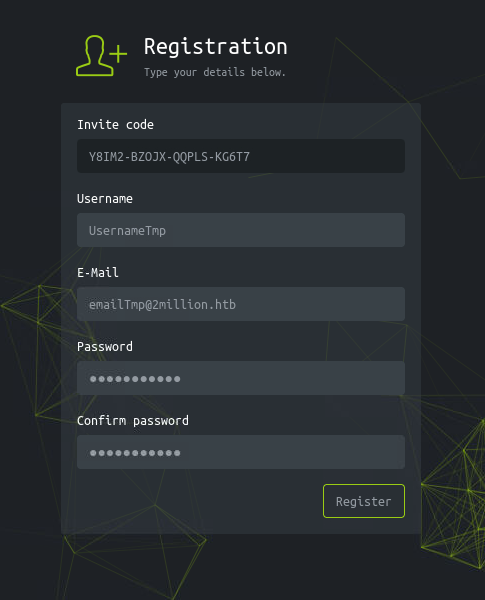 Registration
Type your details below.
Invite code
Y8IM2-BZOJX-QQPLS-KG6T7
Username
UsernameTmp
E-Mail
emailTmp@2million.htb
Password
●●●●●●●●●●●
Confirm password
●●●●●●●●●●●
Register